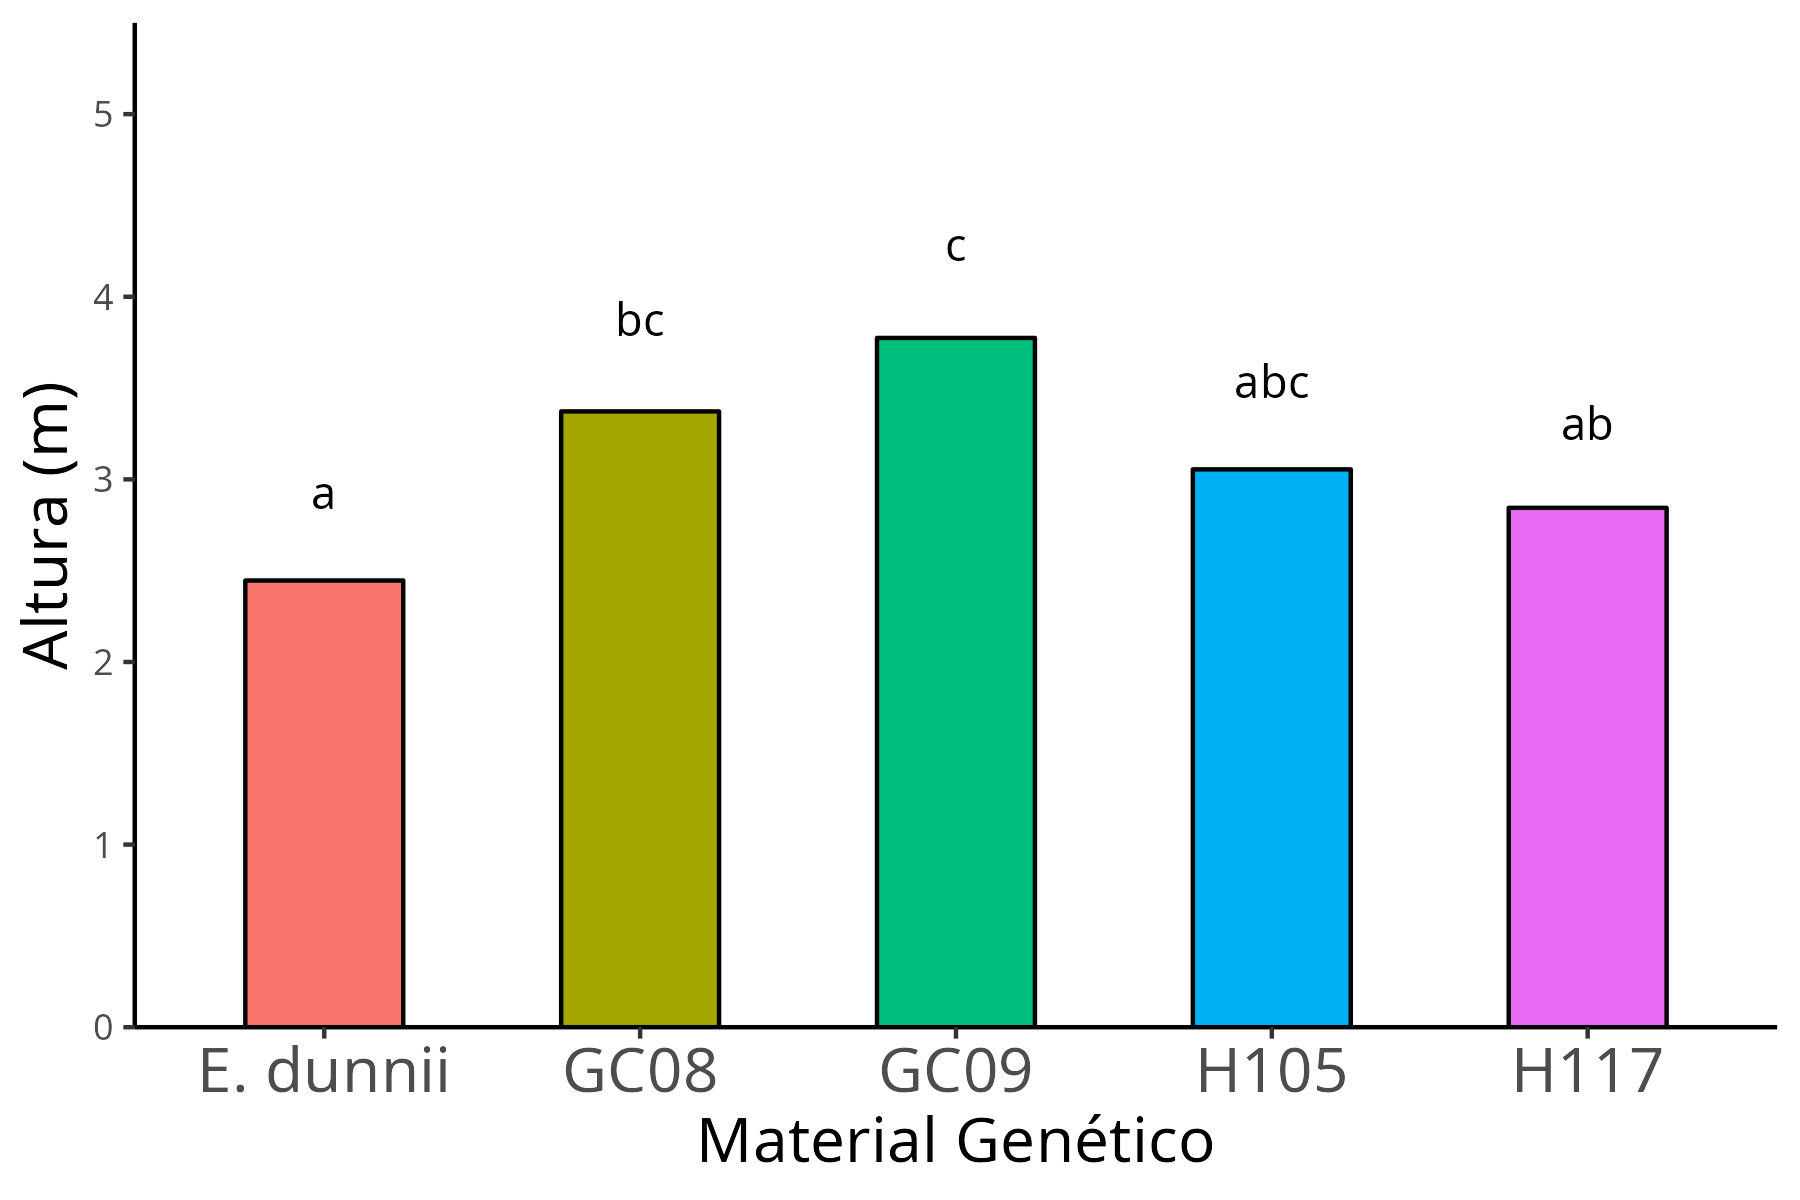 Altura (m)
5
4
3
2
1
0
a
bc
c
abc
ab
E. dunnii GC08 GC09 H105 H117
Material Genético